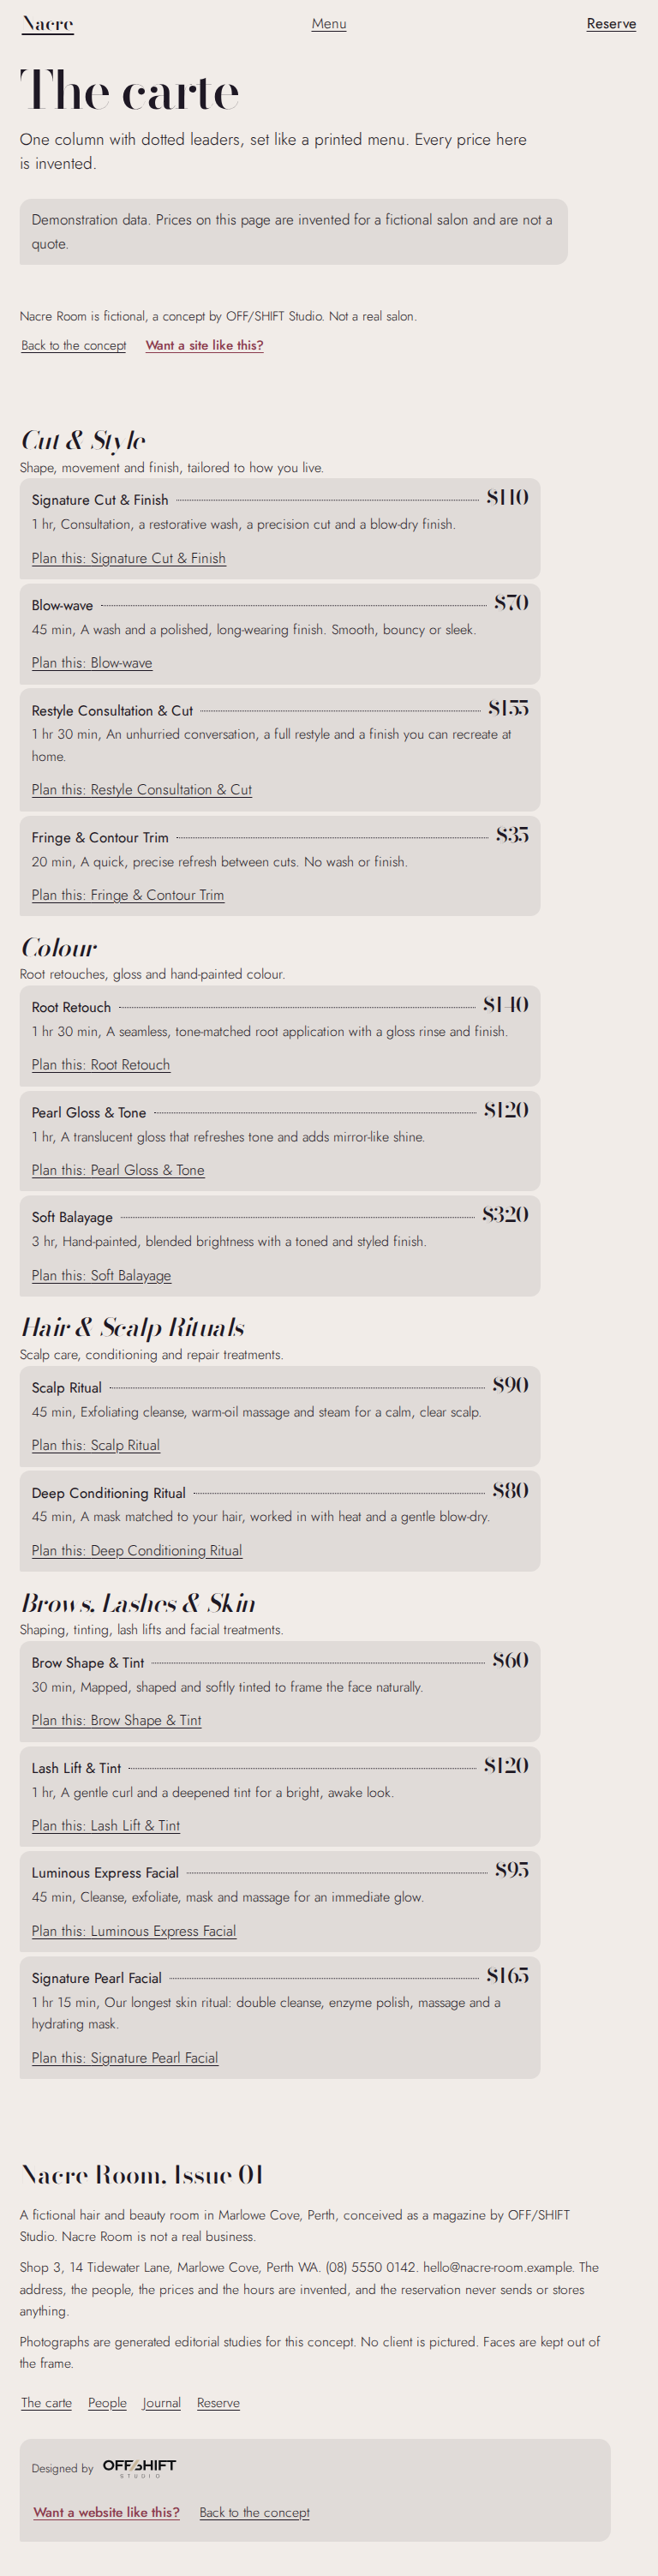 Nacre
Menu
Reserve
The carte
One column with dotted leaders, set like a printed menu. Every price here
is invented.
Demonstration data. Prices on this page are invented for a fictional salon and are not a
quote.
Nacre Room is fictional, a concept by OFF/SHIFT Studio. Not a real salon.
Back to the concept Want a site like this?
Cut & Style
Shape, movement and finish, tailored to how you live.
Signature Cut & Finish $110
1 hr, Consultation, a restorative wash, a precision cut and a blow-dry finish.
Plan this: Signature Cut & Finish
Blow-wave $70
45 min, A wash and a polished, long-wearing finish. Smooth, bouncy or sleek.
Plan this: Blow-wave
Restyle Consultation & Cut $155
1 hr 30 min, An unhurried conversation, a full restyle and a finish you can recreate at
home.
Plan this: Restyle Consultation & Cut
Fringe & Contour Trim $35
20 min, A quick, precise refresh between cuts. No wash or finish.
Plan this: Fringe & Contour Trim
Colour
Root retouches, gloss and hand-painted colour.
Root Retouch $140
1 hr 30 min, A seamless, tone-matched root application with a gloss rinse and finish.
Plan this: Root Retouch
Pearl Gloss & Tone $120
1 hr, A translucent gloss that refreshes tone and adds mirror-like shine.
Plan this: Pearl Gloss & Tone
Soft Balayage $320
3 hr, Hand-painted, blended brightness with a toned and styled finish.
Plan this: Soft Balayage
Hair & Scalp Rituals
Scalp care, conditioning and repair treatments.
Scalp Ritual $90
45 min, Exfoliating cleanse, warm-oil massage and steam for a calm, clear scalp.
Plan this: Scalp Ritual
Deep Conditioning Ritual $80
45 min, A mask matched to your hair, worked in with heat and a gentle blow-dry.
Plan this: Deep Conditioning Ritual
Brows, Lashes & Skin
Shaping, tinting, lash lifts and facial treatments.
Brow Shape & Tint $60
30 min, Mapped, shaped and softly tinted to frame the face naturally.
Plan this: Brow Shape & Tint
Lash Lift & Tint $120
1 hr, A gentle curl and a deepened tint for a bright, awake look.
Plan this: Lash Lift & Tint
Luminous Express Facial $95
45 min, Cleanse, exfoliate, mask and massage for an immediate glow.
Plan this: Luminous Express Facial
Signature Pearl Facial $165
1 hr 15 min, Our longest skin ritual: double cleanse, enzyme polish, massage and a
hydrating mask.
Plan this: Signature Pearl Facial
Nacre Room, Issue 01
A fictional hair and beauty room in Marlowe Cove, Perth, conceived as a magazine by OFF/SHIFT
Studio. Nacre Room is not a real business.
Shop 3, 14 Tidewater Lane, Marlowe Cove, Perth WA. (08) 5550 0142. hello@nacre-room.example. The
address, the people, the prices and the hours are invented, and the reservation never sends or stores
anything.
Photographs are generated editorial studies for this concept. No client is pictured. Faces are kept out of
the frame.
The carte People Journal Reserve
Designed by OFF/SHIFT
STUDIO
Want a website like this? Back to the concept